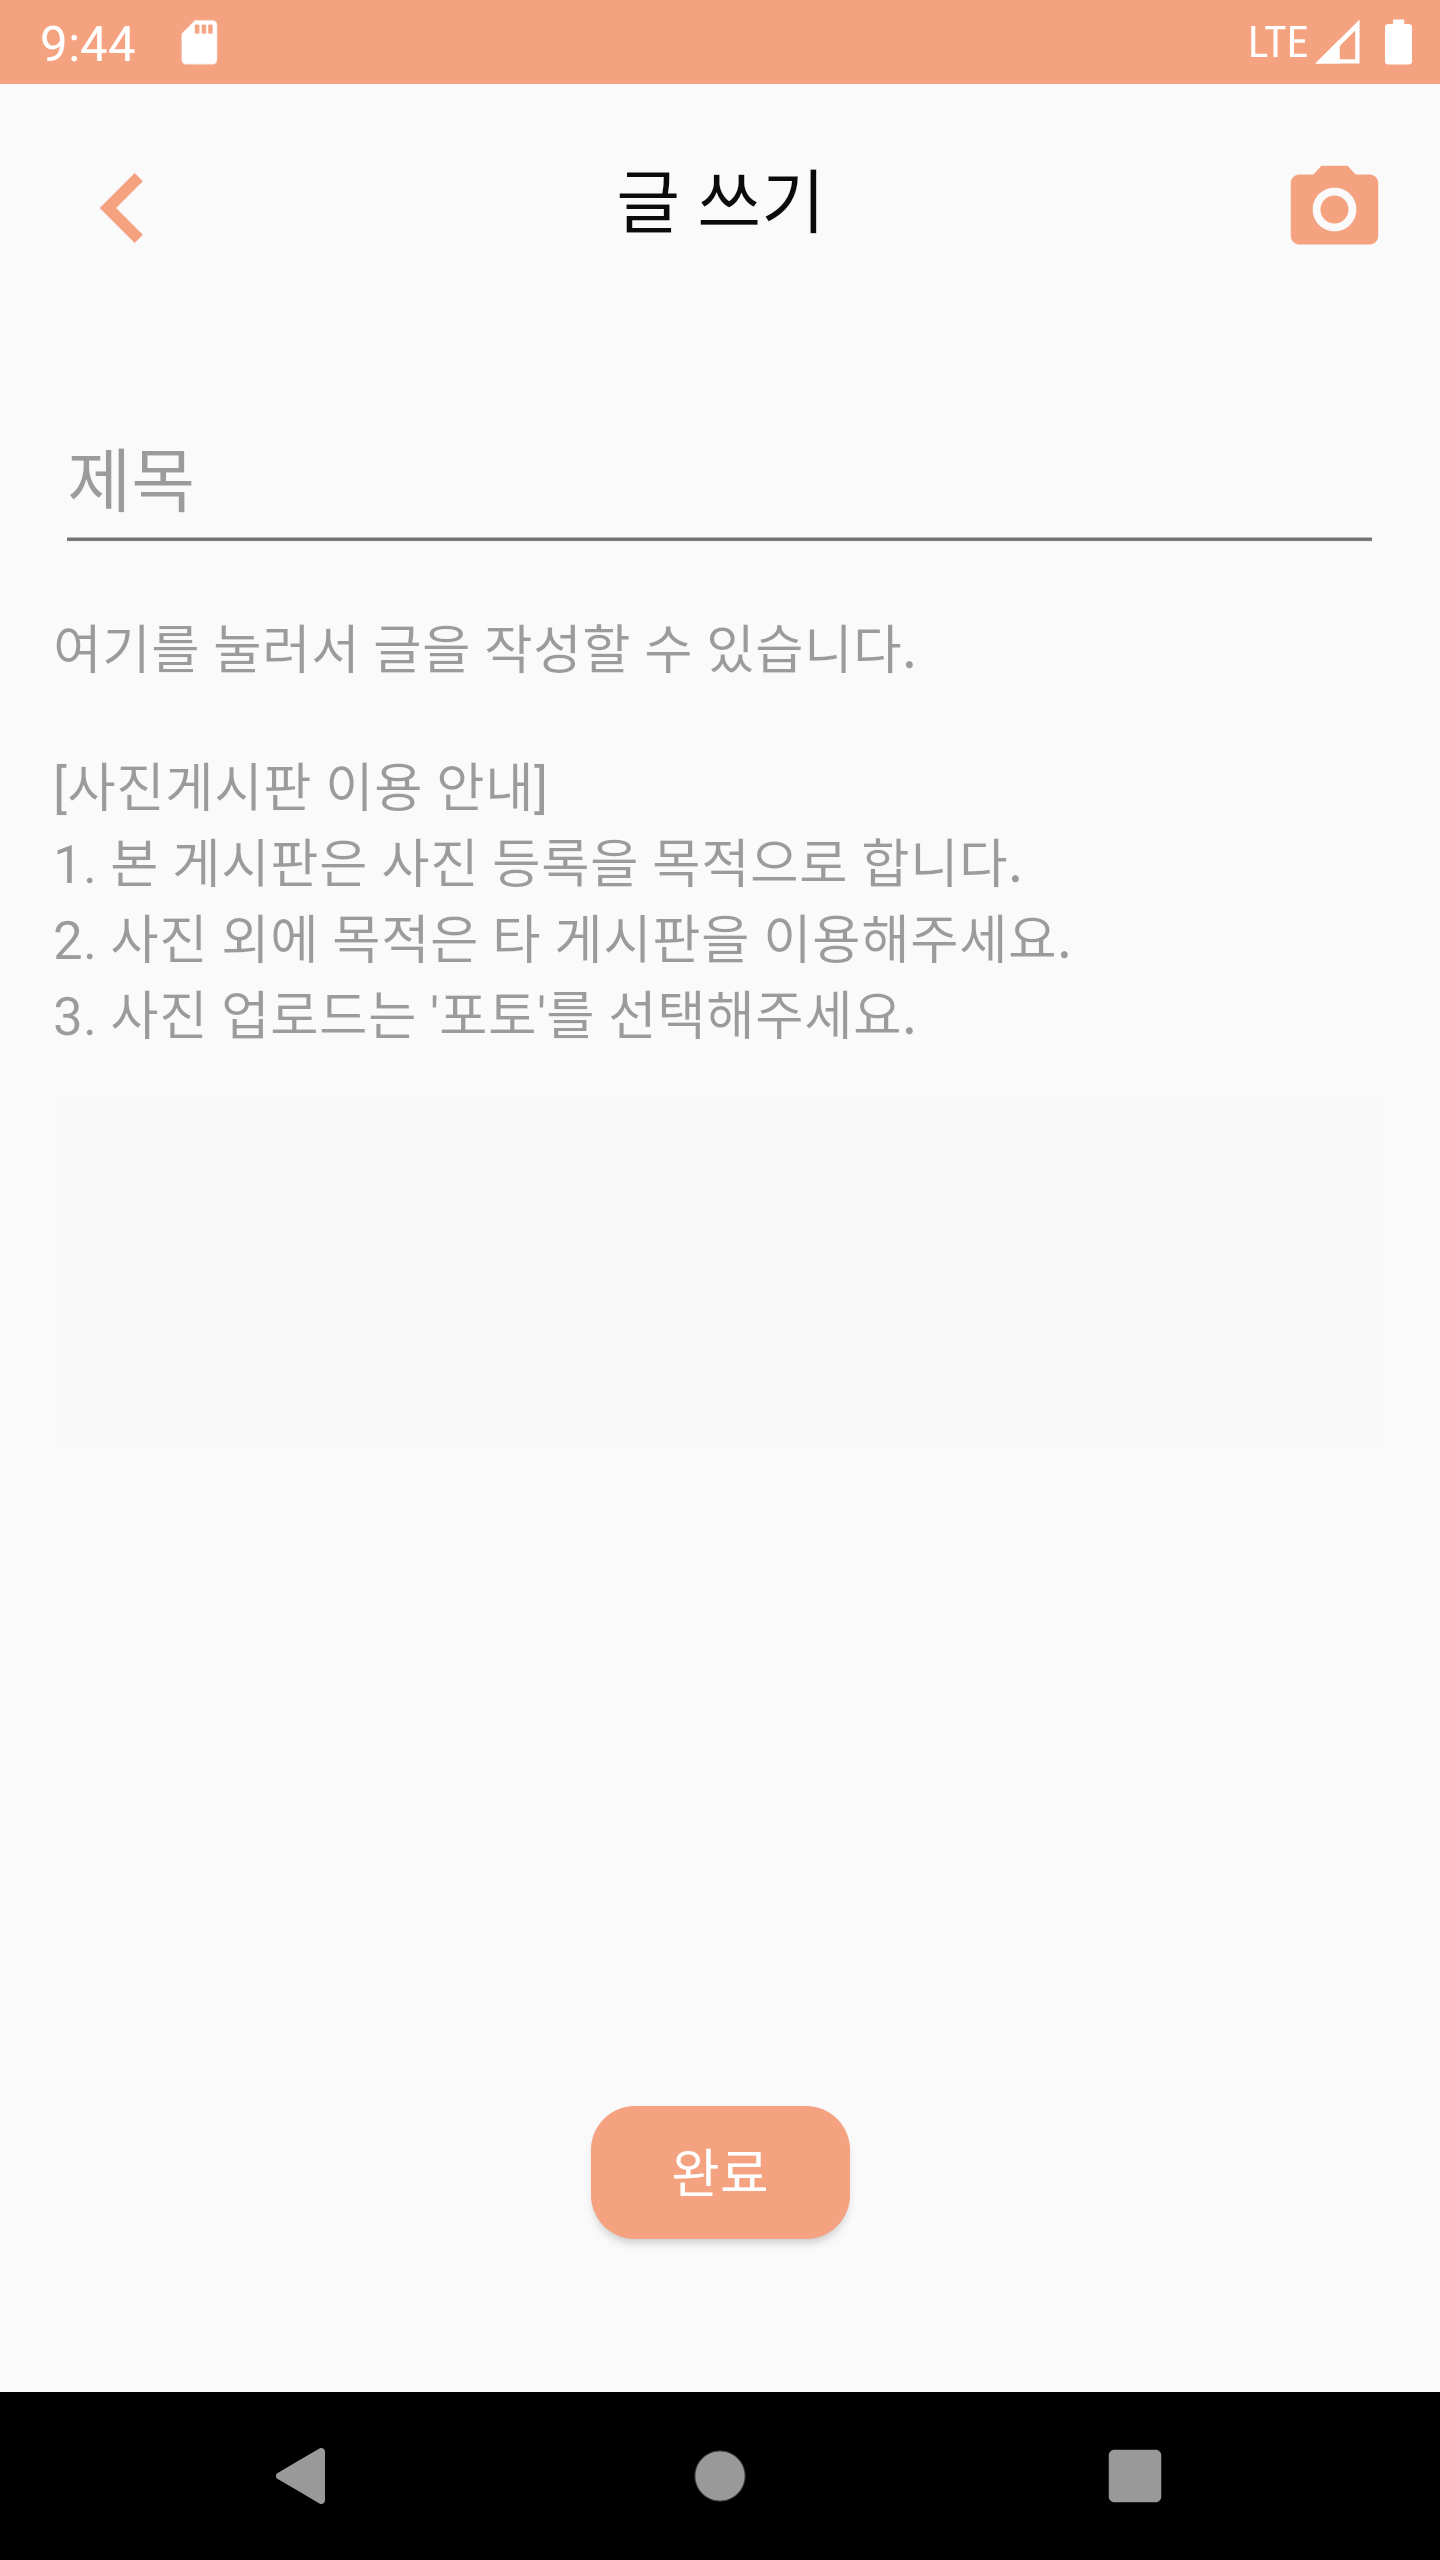 9:44
LTE
글 쓰기
제목
여기를 눌러서 글을 작성할 수 있습니다.
[사진게시판 이용 안내]
1. 본 게시판은 사진 등록을 목적으로 합니다.
2. 사진 외에 목적은 타 게시판을 이용해주세요.
3. 사진 업로드는 '포토'를 선택해주세요.
완료